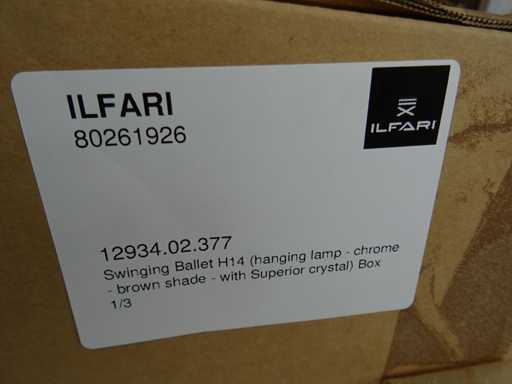 ILFARI
80261926
ILFARI
12934.02.377
Swinging Ballet H14 (hanging lamp - chrome
- brown shade - with Superior crystal) Box
1/3